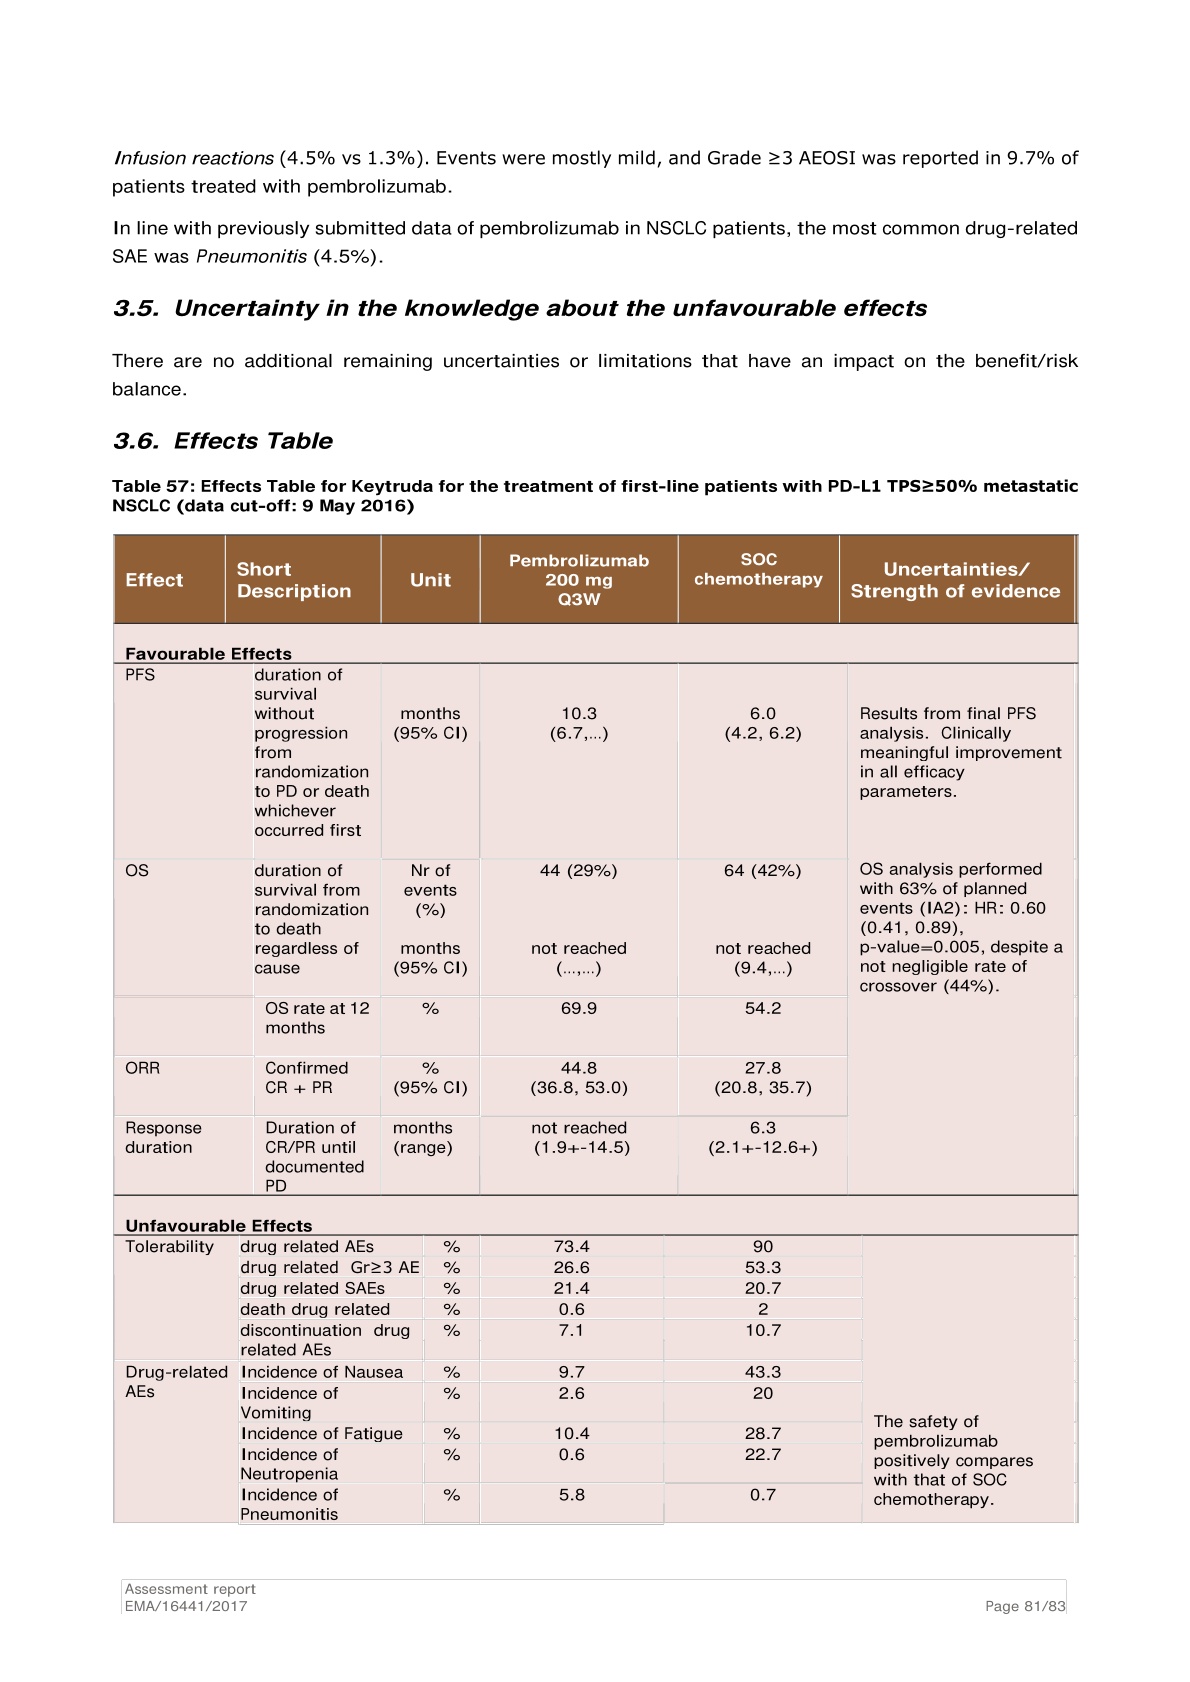 Infusion reactions (4.5% vs 1.3%). Events were mostly mild, and Grade ≥3 AEOSI was reported in 9.7% of
patients treated with pembrolizumab.
In line with previously submitted data of pembrolizumab in NSCLC patients, the most common drug-related
SAE was Pneumonitis (4.5%).
3.5. Uncertainty in the knowledge about the unfavourable effects
There are no additional remaining uncertainties or limitations that have an impact on the benefit/risk
balance.
3.6. Effects Table
Table 57: Effects Table for Keytruda for the treatment of first-line patients with PD-L1 TPS≥50% metastatic
NSCLC (data cut-off: 9 May 2016)
Effect
Short
Description
Unit
Pembrolizumab
200 mg
Q3W
SOC
chemotherapy
Uncertainties/
Strength of evidence
Favourable Effects
PFS
duration of
survival
without
progression
from
randomization
to PD or death
whichever
occurred first
months
(95% CI)
10.3
(6.7,...)
6.0
(4.2, 6.2)
Results from final PFS
analysis. Clinically
meaningful improvement
in all efficacy
parameters.
OS
duration of
survival from
randomization
to death
regardless of
cause
Nr of
events
(%)
months
(95% CI)
44 (29%)
not reached
(...,...)
64 (42%)
not reached
(9.4,...)
OS analysis performed
with 63% of planned
events (IA2): HR: 0.60
(0.41, 0.89),
p-value=0.005, despite a
not negligible rate of
crossover (44%).
OS rate at 12
months
%
69.9
54.2
ORR
Confirmed
CR + PR
%
(95% CI)
44.8
(36.8, 53.0)
27.8
(20.8, 35.7)
Response
duration
Duration of
CR/PR until
documented
PD
months
(range)
not reached
(1.9+-14.5)
6.3
(2.1+-12.6+)
Unfavourable Effects
Tolerability
drug related AEs
%
73.4
90
drug related Gr≥3 AE
%
26.6
53.3
drug related SAEs
%
21.4
20.7
death drug related
%
0.6
2
discontinuation drug
related AEs
%
7.1
10.7
Drug-related
AEs
Incidence of Nausea
%
9.7
43.3
Incidence of
Vomiting
%
2.6
20
Incidence of Fatigue
%
10.4
28.7
Incidence of
Neutropenia
%
0.6
22.7
Incidence of
Pneumonitis
%
5.8
0.7
The safety of
pembrolizumab
positively compares
with that of SOC
chemotherapy.
Assessment report
EMA/16441/2017
Page 81/83